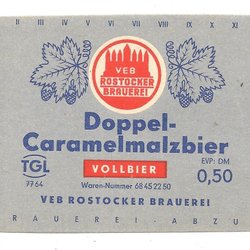 I II III IV V VI VII VIII IX X XI XII
VEB
ROSTOCKER
BRAUEREI
Doppel-
Caramelmalzbier
TGL
7764
VOLLBIER
EVP: DM
0,50
Waren-Nummer 68 45 22 50
VEB ROSTOCKER BRAUEREI
RAUEREI-ABZU